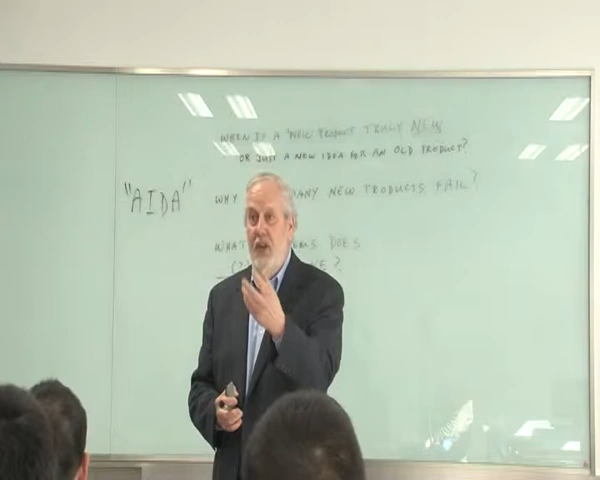 WHEN IS A "NEW PRODUCT TRULY NEW
OR JUST A NEW IDEA FOR AN OLD PRODUCT?
"AIDA"
WHY MANY NEW PRODUCTS FAIL?
WHAT DOES